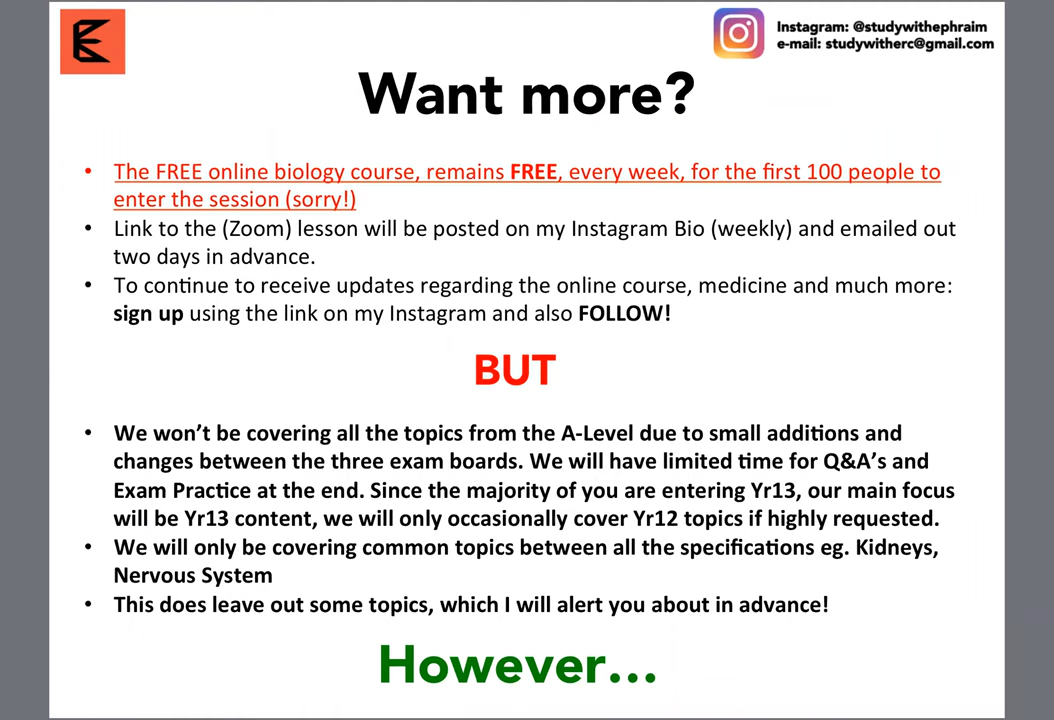 Instagram: @studywithephraim
e-mail: studywitherc@gmail.com
Want more?
• The FREE online biology course, remains FREE, every week, for the first 100 people to
enter the session (sorry!)
• Link to the (Zoom) lesson will be posted on my Instagram Bio (weekly) and emailed out
two days in advance.
• To continue to receive updates regarding the online course, medicine and much more:
sign up using the link on my Instagram and also FOLLOW!
BUT
• We won't be covering all the topics from the A-Level due to small additions and
changes between the three exam boards. We will have limited time for Q&A's and
Exam Practice at the end. Since the majority of you are entering Yr13, our main focus
will be Yr13 content, we will only occasionally cover Yr12 topics if highly requested.
• We will only be covering common topics between all the specifications eg. Kidneys,
Nervous System
• This does leave out some topics, which I will alert you about in advance!
However...